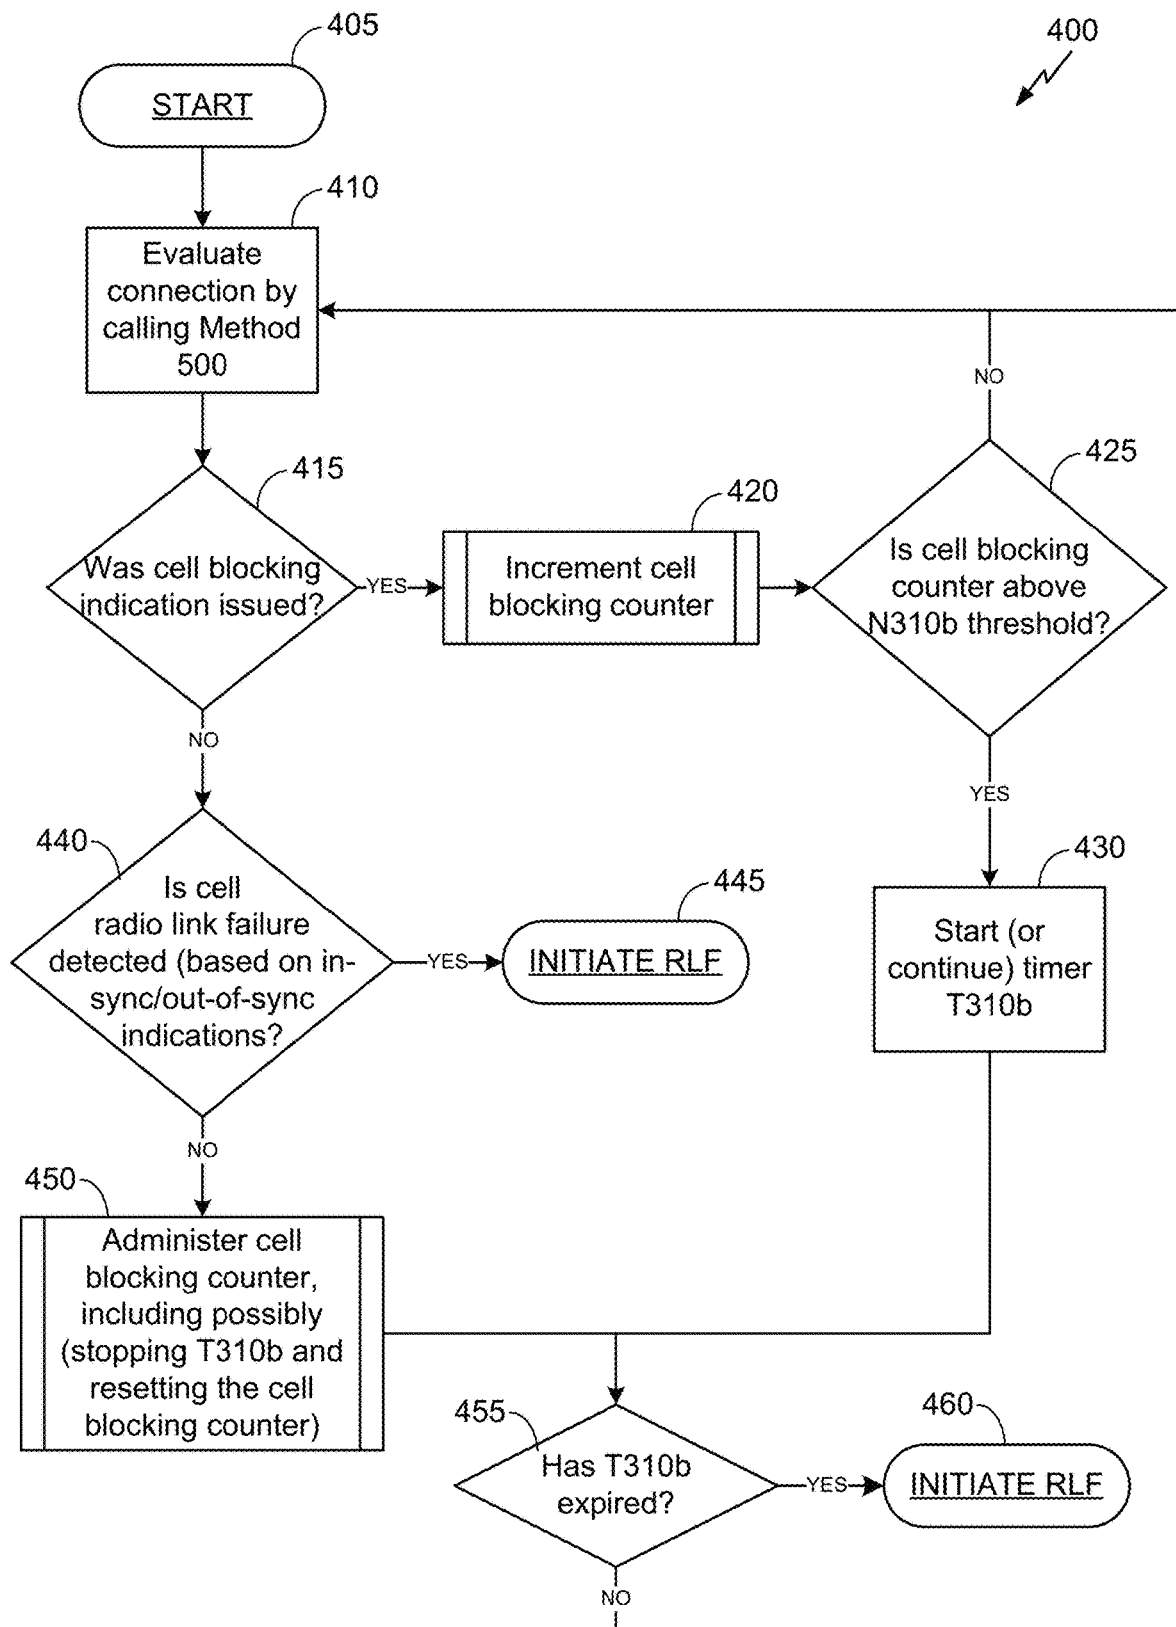 405
400
START
410
Evaluate
connection by
calling Method
500
NO
415
425
420
Was cell blocking
indication issued?
YES
Increment cell
blocking counter
Is cell blocking
counter above
N310b threshold?
NO
YES
440
430
Is cell
radio link failure
detected (based on in-
sync/out-of-sync
indications?
YES
445
INITIATE RLF
Start (or
continue) timer
T310b
NO
450
Administer cell
blocking counter,
including possibly
(stopping T310b and
resetting the cell
blocking counter)
455
Has T310b
expired?
YES
460
INITIATE RLF
NO